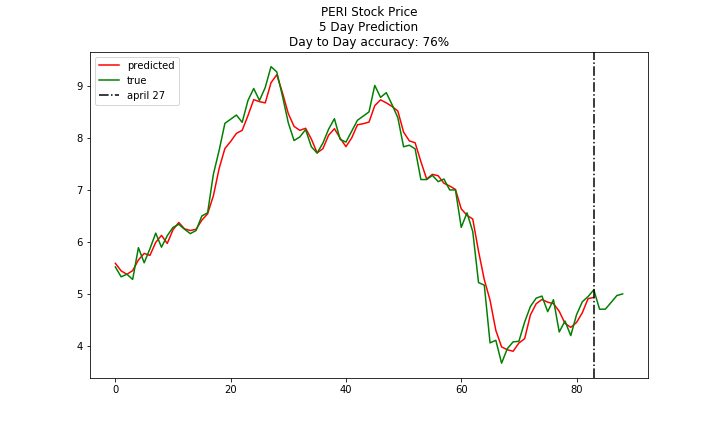 PERI Stock Price
5 Day Prediction
Day to Day accuracy: 76%
predicted
true
april 27
9
8
7
6
5
4
0
20
40
60
80